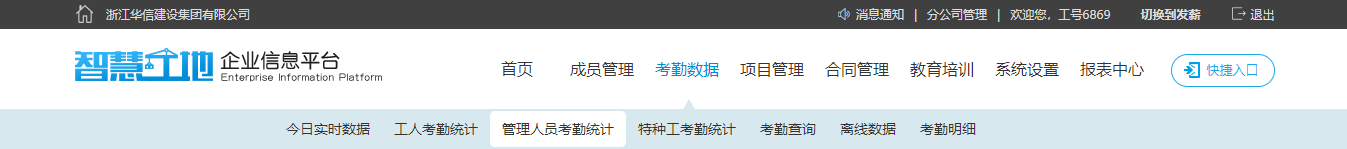 浙江华信建设集团有限公司 消息通知 | 分公司管理 | 欢迎您，工号6869 切换到发薪 退出
智慧工地 企业信息平台
Enterprise Information Platform
首页 成员管理 考勤数据 项目管理 合同管理 教育培训 系统设置 报表中心 快捷入口
今日实时数据 工人考勤统计 管理人员考勤统计 特种工考勤统计 考勤查询 离线数据 考勤明细